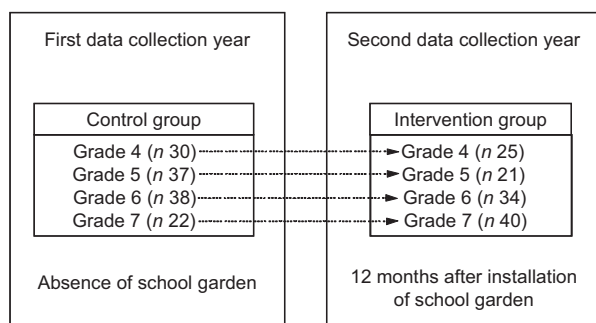 First data collection year
Control group
Grade 4 (n 30)
Grade 5 (n 37)
Grade 6 (n 38)
Grade 7 (n 22)
Absence of school garden
Second data collection year
Intervention group
Grade 4 (n 25)
Grade 5 (n 21)
Grade 6 (n 34)
Grade 7 (n 40)
12 months after installation
of school garden